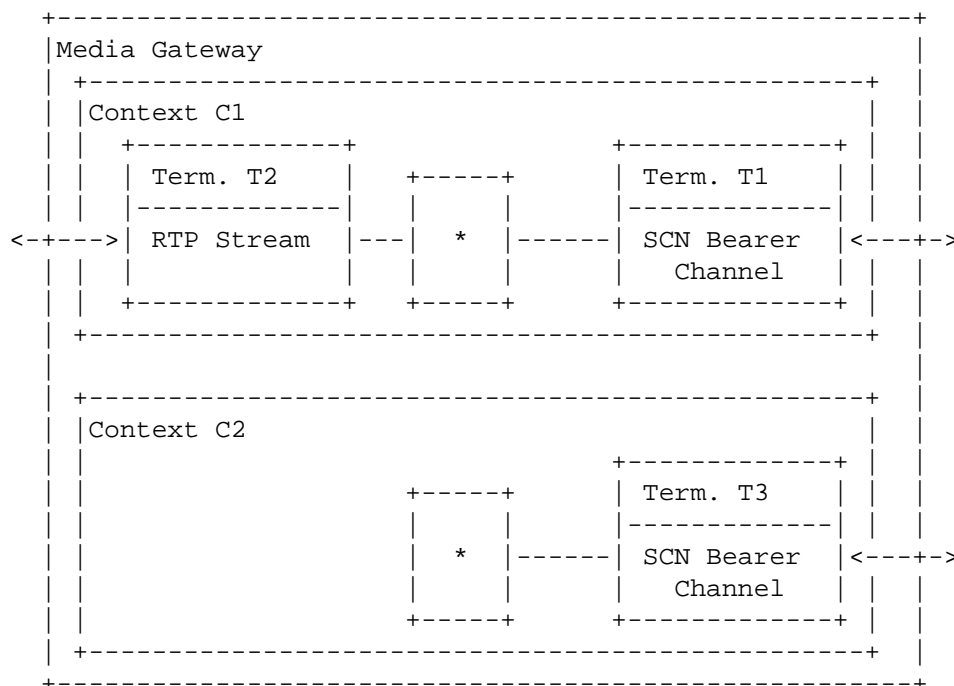 Media Gateway
Context C1
Term. T2
Term. T1
RTP Stream
*
SCN Bearer
Channel
Context C2
Term. T3
*
SCN Bearer
Channel